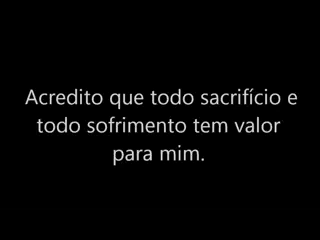 Acredito que todo sacrifício e
todo sofrimento tem valor
para mim.